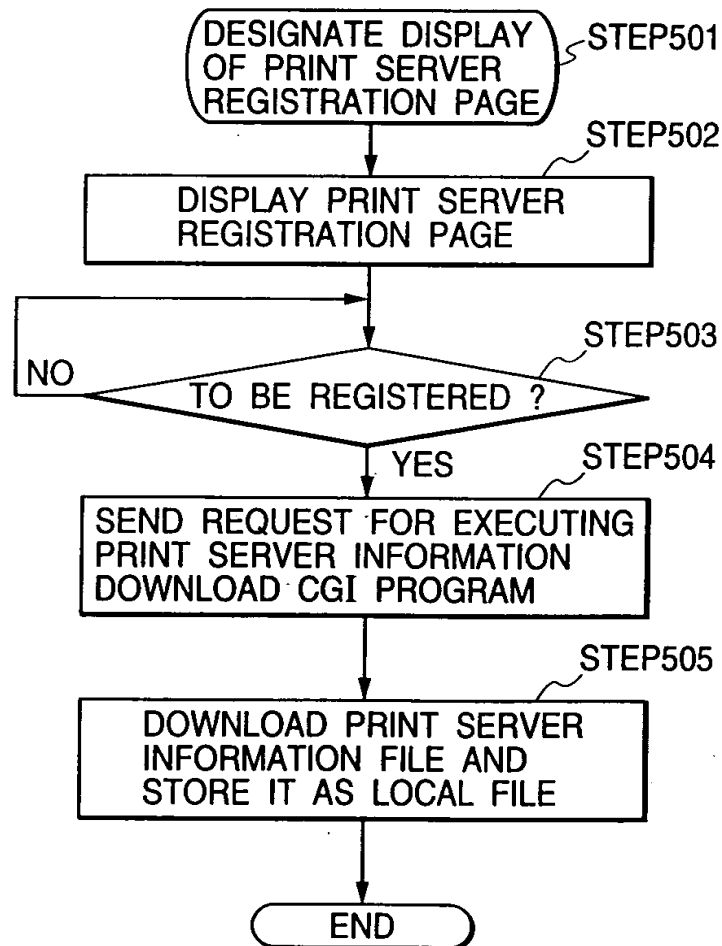 DESIGNATE DISPLAY
OF PRINT SERVER
REGISTRATION PAGE
STEP501
STEP502
DISPLAY PRINT SERVER
REGISTRATION PAGE
STEP503
NO
TO BE REGISTERED ?
YES
STEP504
SEND REQUEST FOR EXECUTING
PRINT SERVER INFORMATION
DOWNLOAD CGI PROGRAM
STEP505
DOWNLOAD PRINT SERVER
INFORMATION FILE AND
STORE IT AS LOCAL FILE
END